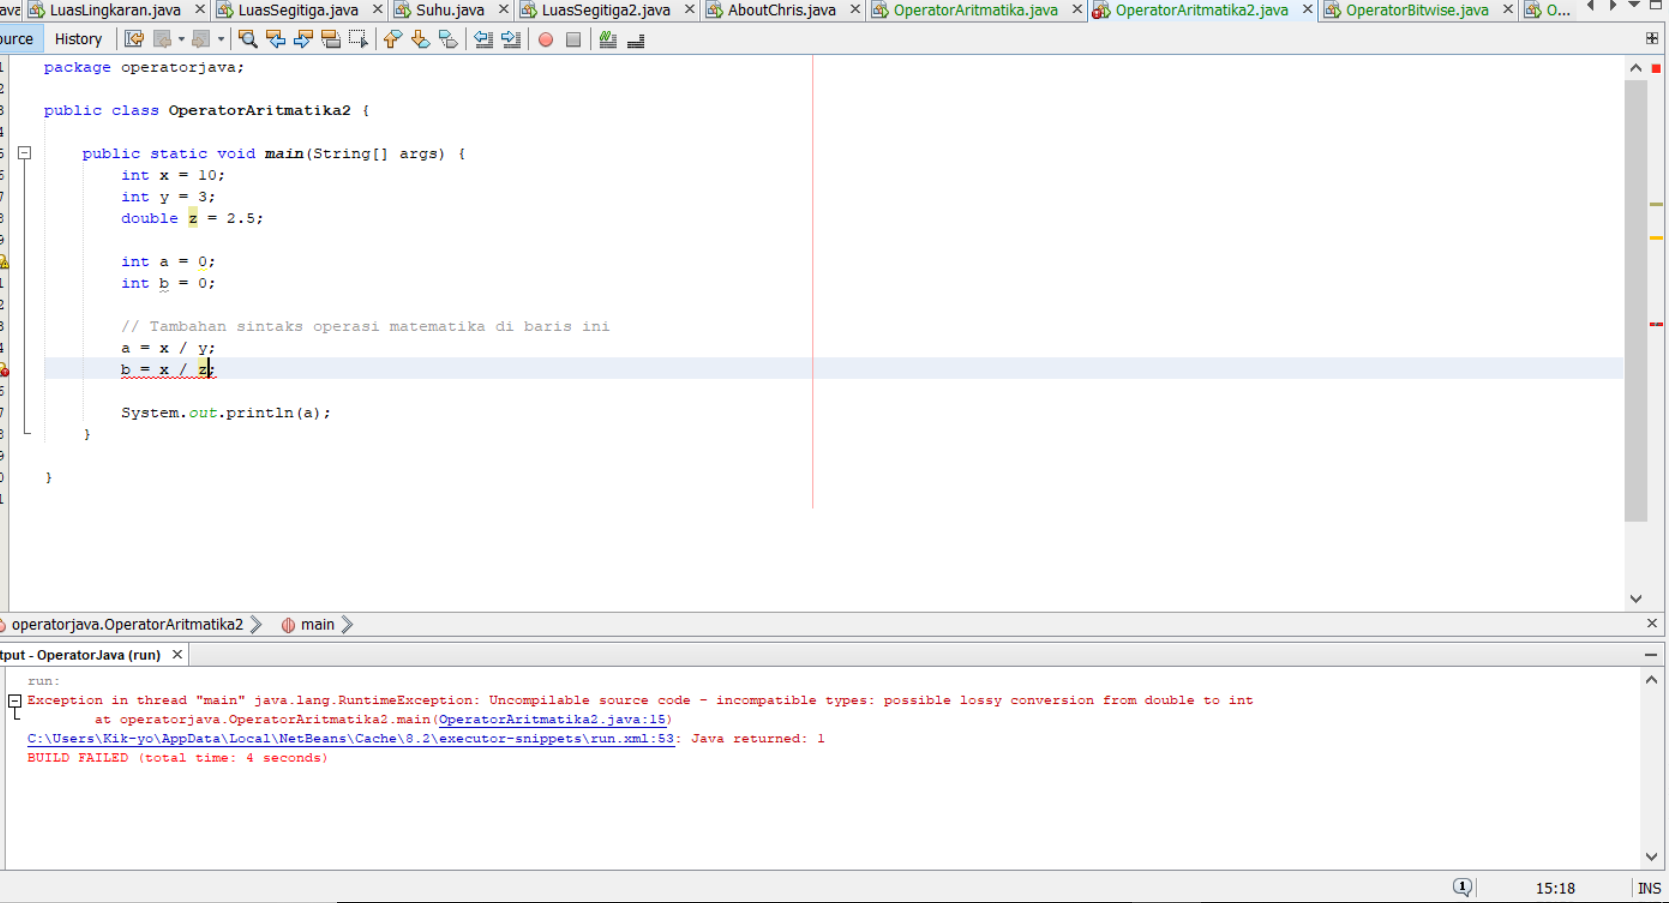 ava LuasLingkaran.java LuasSegitiga.java Suhu.java LuasSegitiga2.java AboutChris.java OperatorAritmatika.java OperatorAritmatika2.java OperatorBitwise.java O...
ource History
package operatorjava;
public class OperatorAritmatika2 {
public static void main(String[] args) {
int x = 10;
int y = 3;
double z = 2.5;
int a = 0;
int b = 0;
// Tambahan sintaks operasi matematika di baris ini
a = x / y;
b = x / z;
System.out.println(a);
}
}
operatorjava.OperatorAritmatika2 main
tput - OperatorJava (run)
run:
Exception in thread "main" java.lang.RuntimeException: Uncompilable source code - incompatible types: possible lossy conversion from double to int
at operatorjava.OperatorAritmatika2.main(OperatorAritmatika2.java:15)
C:\Users\Kik-yo\AppData\Local\NetBeans\Cache\8.2\executor-snippets\run.xml:53: Java returned: 1
BUILD FAILED (total time: 4 seconds)
1 15:18 INS